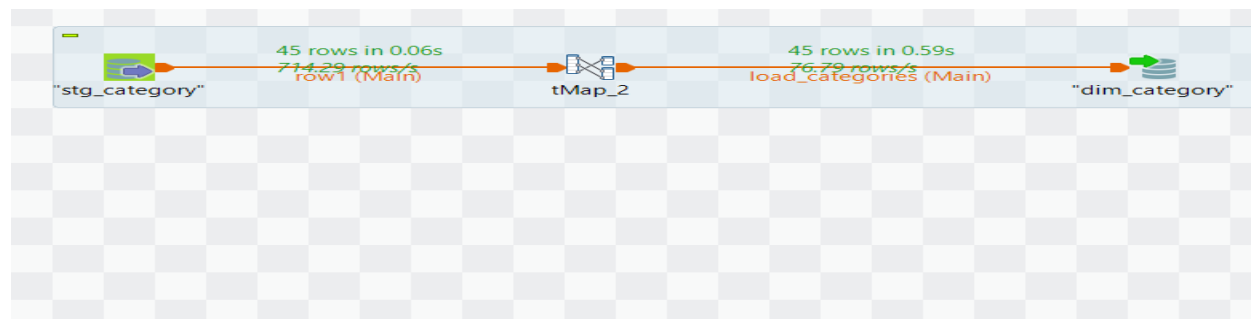 45 rows in 0.06s
714.29 rows/s
row1 (Main)
"stg_category"
tMap_2
45 rows in 0.59s
76.79 rows/s
load_categories (Main)
"dim_category"